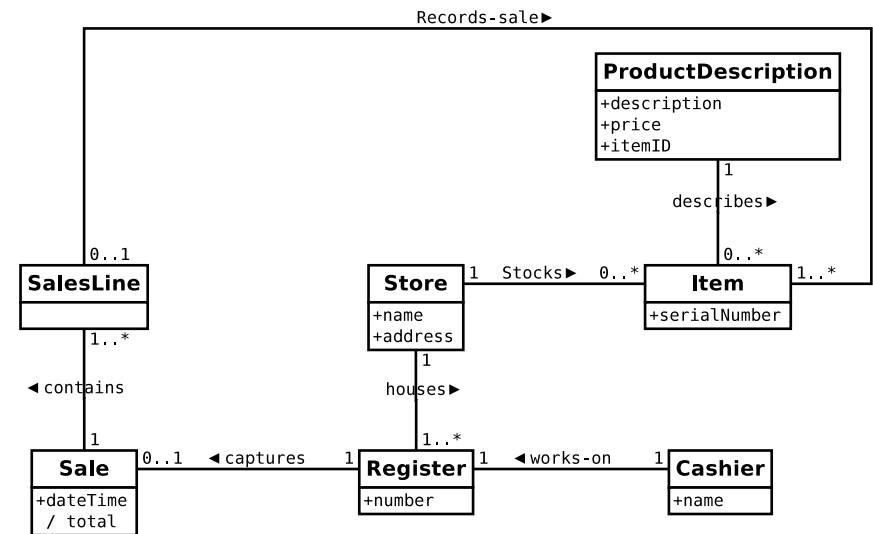 Records-sale►
ProductDescription
+description
+price
+itemID
1
describes►
0..*
0..1
SalesLine
1..*
Store
+name
+address
1 Stocks► 0..*
Item
+serialNumber
1..*
1
houses►
1..*
◄contains
1
Sale
+dateTime
/ total
0..1 ◄captures 1
Register
+number
1 ◄works-on 1
Cashier
+name